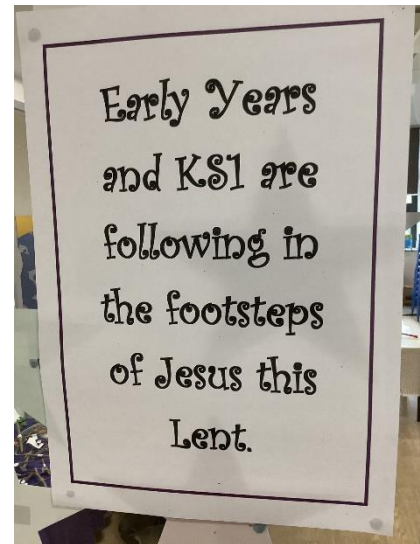 Early Years
and KS1 are
following in
the footsteps
of Jesus this
Lent.